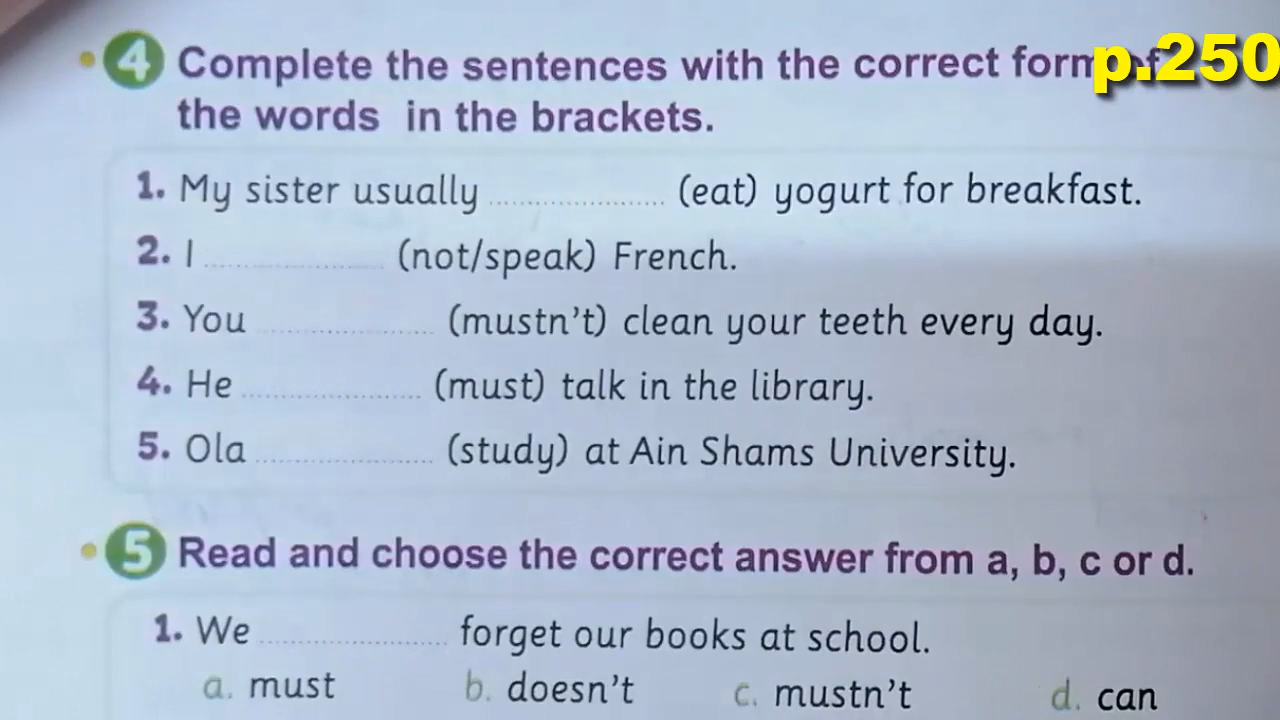 4 Complete the sentences with the correct form of p.250
the words in the brackets.
1. My sister usually ........................ (eat) yogurt for breakfast.
2. I ........................ (not/speak) French.
3. You ........................ (mustn't) clean your teeth every day.
4. He ........................ (must) talk in the library.
5. Ola ........................ (study) at Ain Shams University.
5 Read and choose the correct answer from a, b, c or d.
1. We ........................ forget our books at school.
a. must b. doesn't c. mustn't d. can